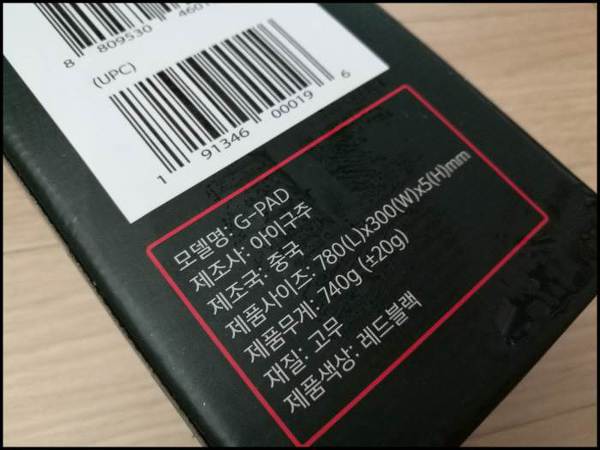 8 809530 4601
(UPC)
1 91346 00019 6
모델명: G-PAD
제조사: 아이구주
제조국: 중국
제품사이즈: 780(L)x300(W)x5(H)mm
제품무게: 740g (±20g)
재질: 고무
제품색상: 레드블랙